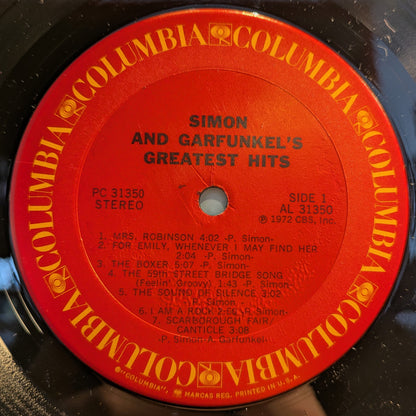 COLUMBIA COLUMBIA COLUMBIA COLUMBIA COLUMBIA COLUMBIA
SIMON
AND GARFUNKEL'S
GREATEST HITS
PC 31350
STEREO
SIDE 1
AL 31350
Ⓟ 1972 CBS, Inc.
1. MRS. ROBINSON 4:02 -P. Simon-
2. FOR EMILY, WHENEVER I MAY FIND HER
2:04 -P. Simon-
3. THE BOXER 5:07 -P. Simon-
4. THE 59th STREET BRIDGE SONG
(Feelin' Groovy) 1:43 -P. Simon-
5. THE SOUND OF SILENCE 3:02
-P. Simon-
6. I AM A ROCK 2:50 -P. Simon-
7. SCARBOROUGH FAIR/
CANTICLE 3:08
-P. Simon A. Garfunkel-
®"COLUMBIA", MARCAS REG. PRINTED IN U.S.A.